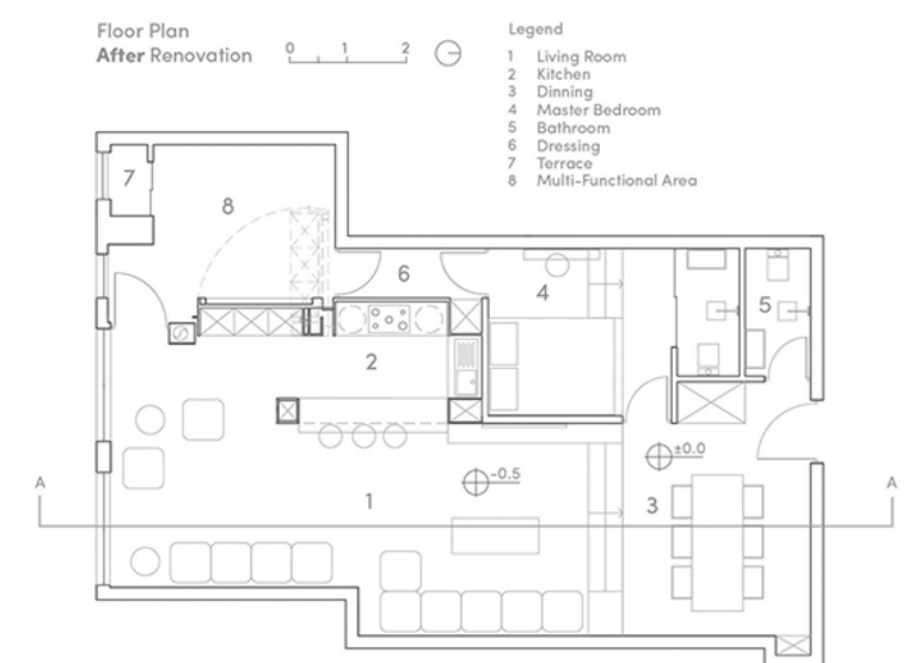 Floor Plan
After Renovation
0 1 2
Legend
1 Living Room
2 Kitchen
3 Dinning
4 Master Bedroom
5 Bathroom
6 Dressing
7 Terrace
8 Multi-Functional Area
7
8
6
4
5
2
±0.0
-0.5
A
A
1
3